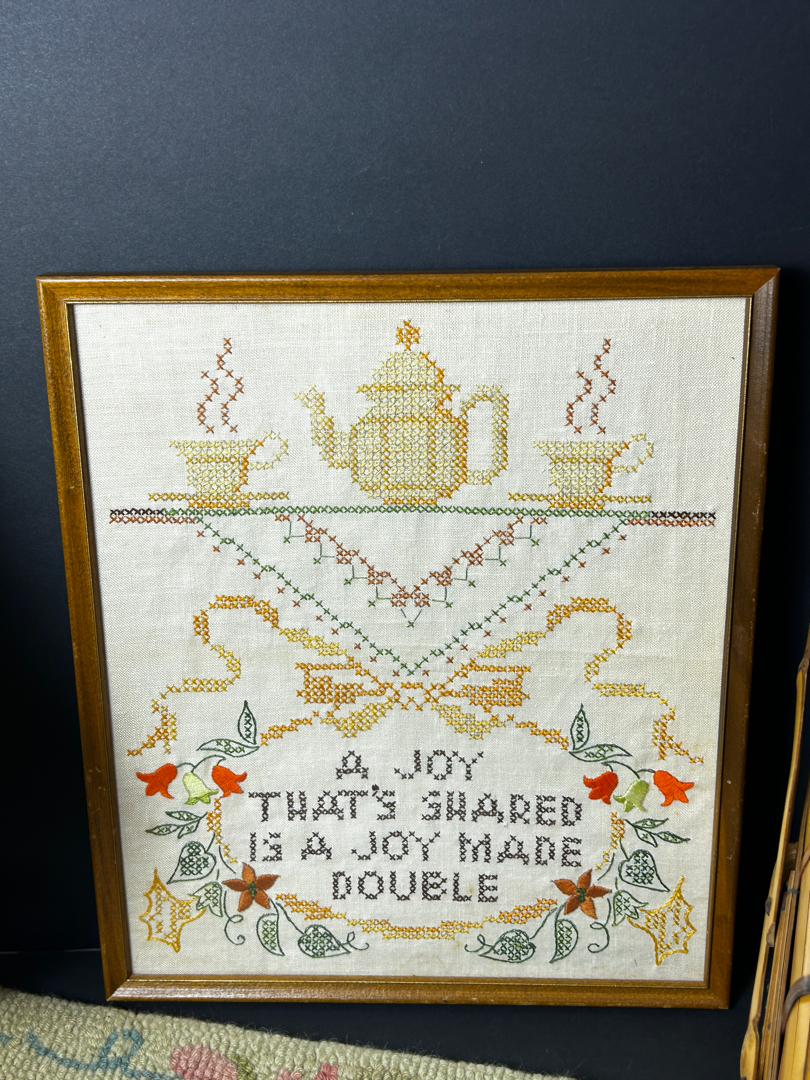 A JOY
THAT'S SHARED
IS A JOY MADE
DOUBLE